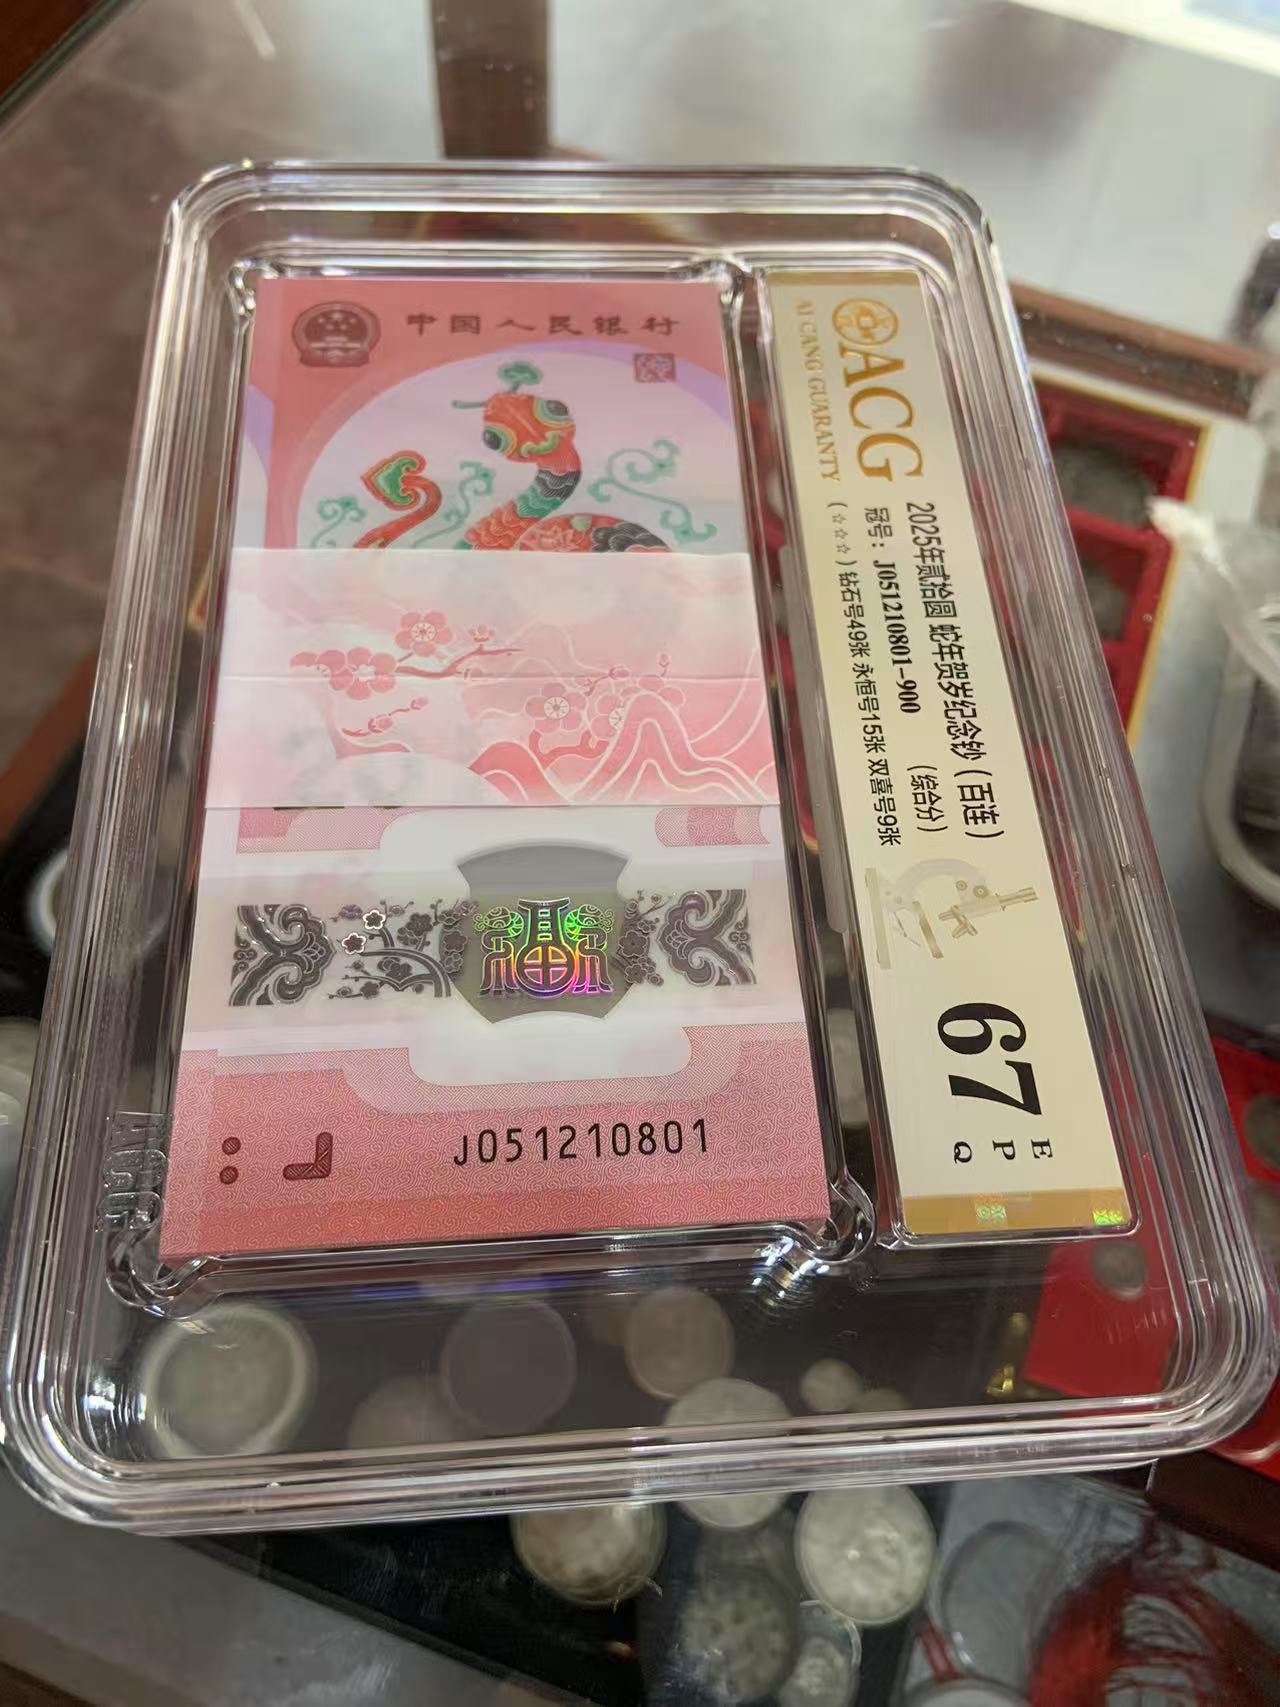 中国人民银行
J051210801
ACG
AI CANG GUARANTY
2025年贰拾圆 蛇年贺岁纪念钞（百连）
冠号：J051210801-900 （综合分）
（☆☆☆）钻石号49张 永恒号15张 双喜号9张
67
E
P
Q
ACG